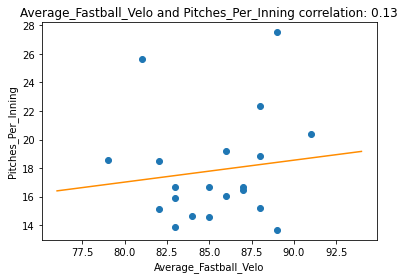 Average_Fastball_Velo and Pitches_Per_Inning correlation: 0.13
28
26
24
22
20
18
16
14
Pitches_Per_Inning
77.5 80.0 82.5 85.0 87.5 90.0 92.5
Average_Fastball_Velo